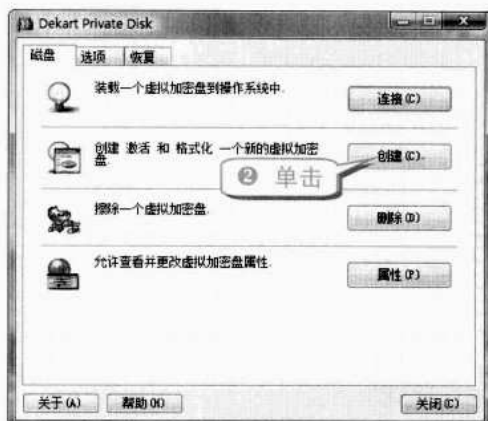 Dekart Private Disk
磁盘 选项 恢复
装载一个虚拟加密盘到操作系统中.
连接(C)
创建 激活 和 格式化 一个新的虚拟加密
盘.
创建(C).
❷ 单击
擦除一个虚拟加密盘.
删除(D)
允许查看并更改虚拟加密盘属性.
属性(P)
关于(A) 帮助(H) 关闭(C)